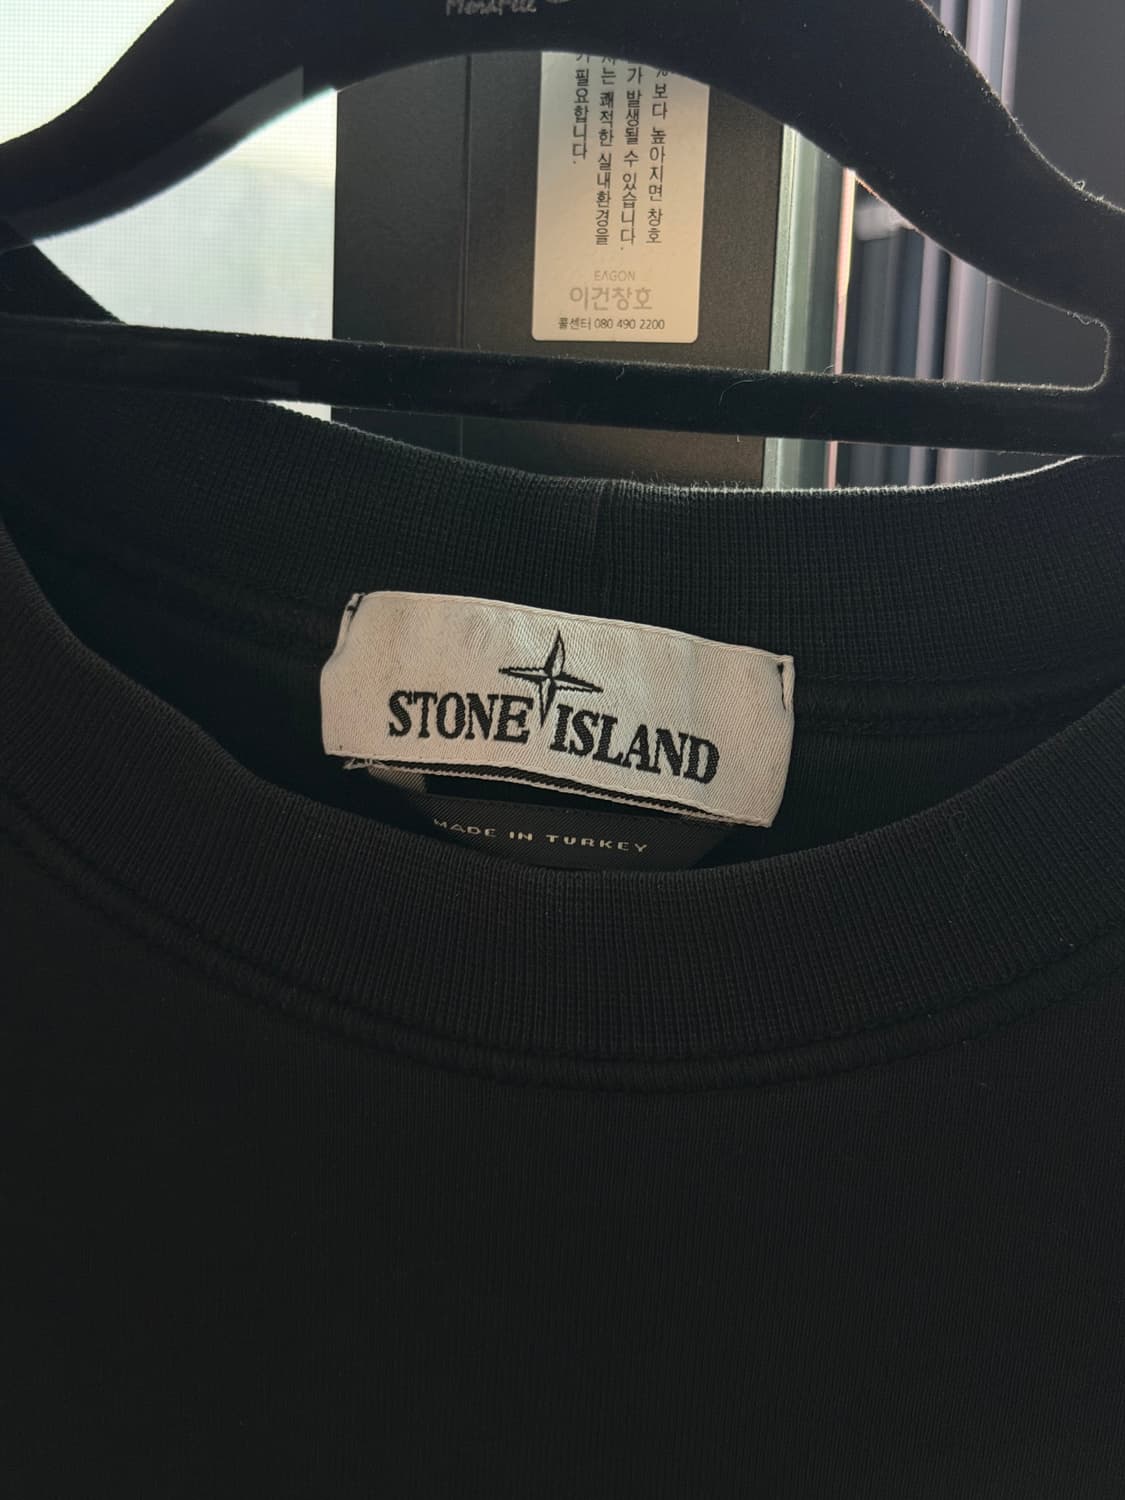 보다 높아지면 창호
가 발생될 수 있습니다.
서는 쾌적한 실내환경을
가 필요합니다.
EAGON
이건창호
콜센터 080 490 2200
STONE ISLAND
MADE IN TURKEY